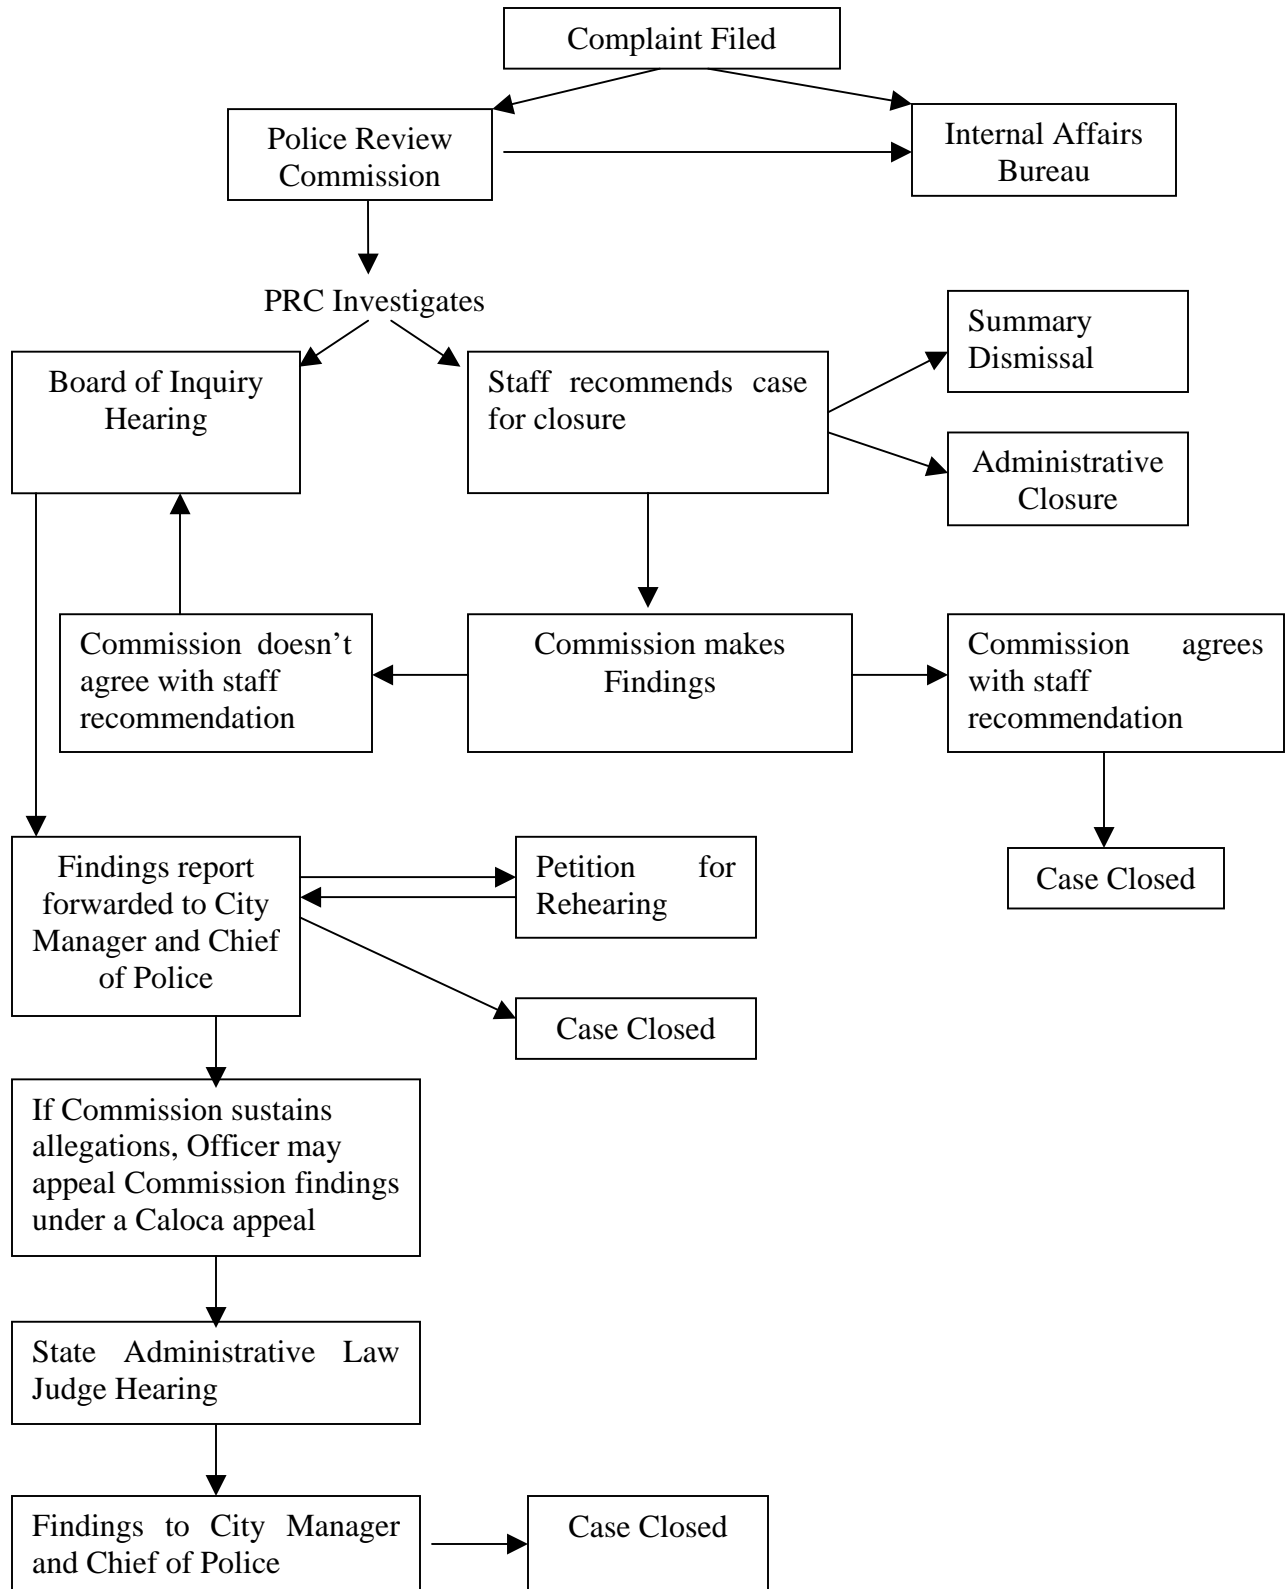 Complaint Filed
Police Review
Commission
Internal Affairs
Bureau
PRC Investigates
Board of Inquiry
Hearing
Staff recommends case
for closure
Summary
Dismissal
Administrative
Closure
Commission doesn’t
agree with staff
recommendation
Commission makes
Findings
Commission agrees
with staff
recommendation
Findings report
forwarded to City
Manager and Chief
of Police
Petition for
Rehearing
Case Closed
Case Closed
If Commission sustains
allegations, Officer may
appeal Commission findings
under a Caloca appeal
State Administrative Law
Judge Hearing
Findings to City Manager
and Chief of Police
Case Closed